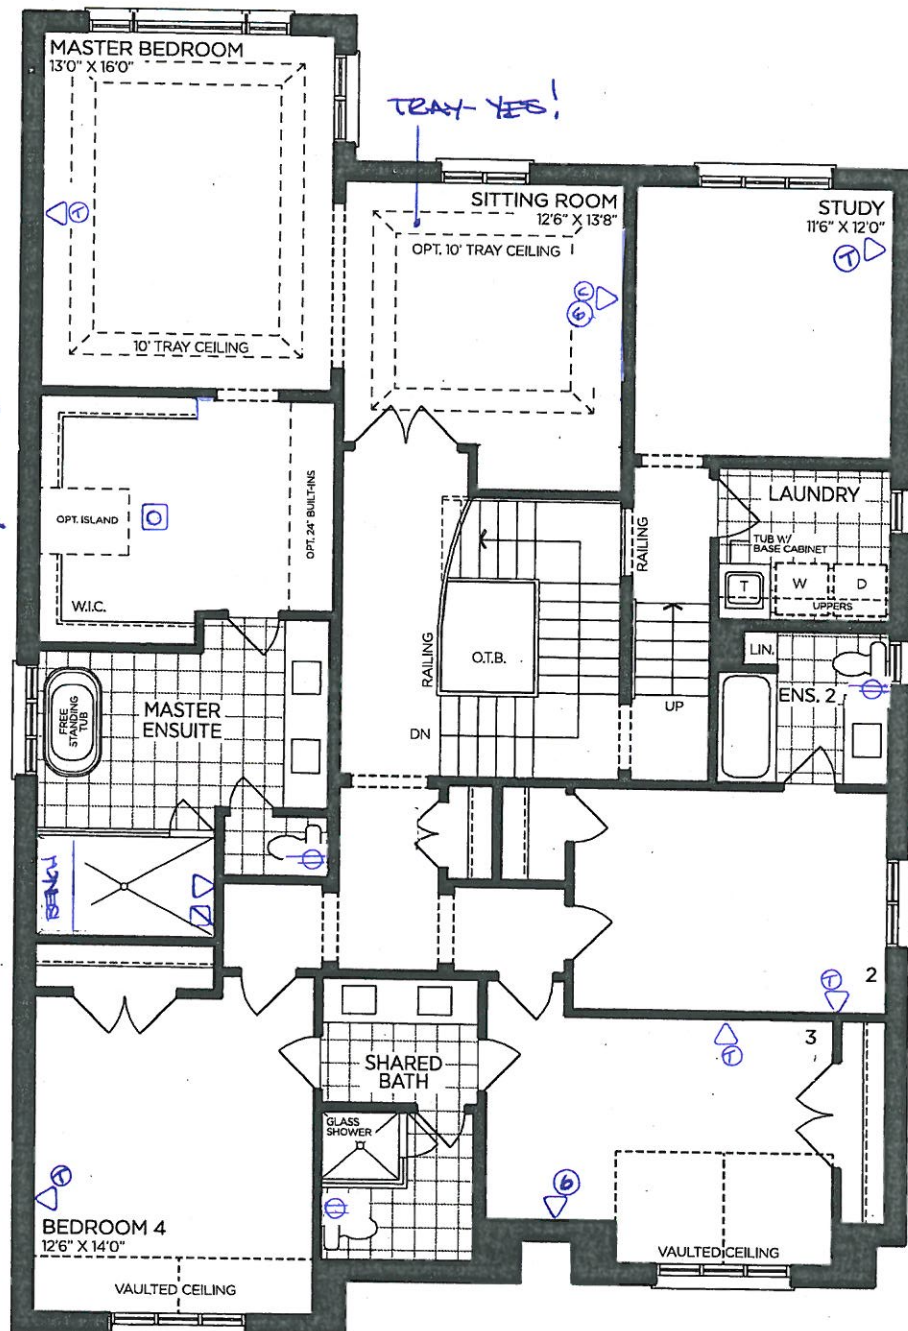 MASTER BEDROOM
13'0" X 16'0"
TRAY - YES!
SITTING ROOM
12'6" X 13'8"
OPT. 10' TRAY CEILING
STUDY
11'6" X 12'0"
T
T
C
6
10' TRAY CEILING
OPT. ISLAND
OPT. 24" BUILT-INS
W.I.C.
RAILING
LAUNDRY
TUB W/
BASE CABINET
T
W
D
UPPERS
LIN.
ENS. 2
RAILING
O.T.B.
UP
DN
FREE
STANDING
TUB
MASTER
ENSUITE
BENCH
2
T
3
T
SHARED
BATH
GLASS
SHOWER
T
6
BEDROOM 4
12'6" X 14'0"
VAULTED CEILING
VAULTED CEILING